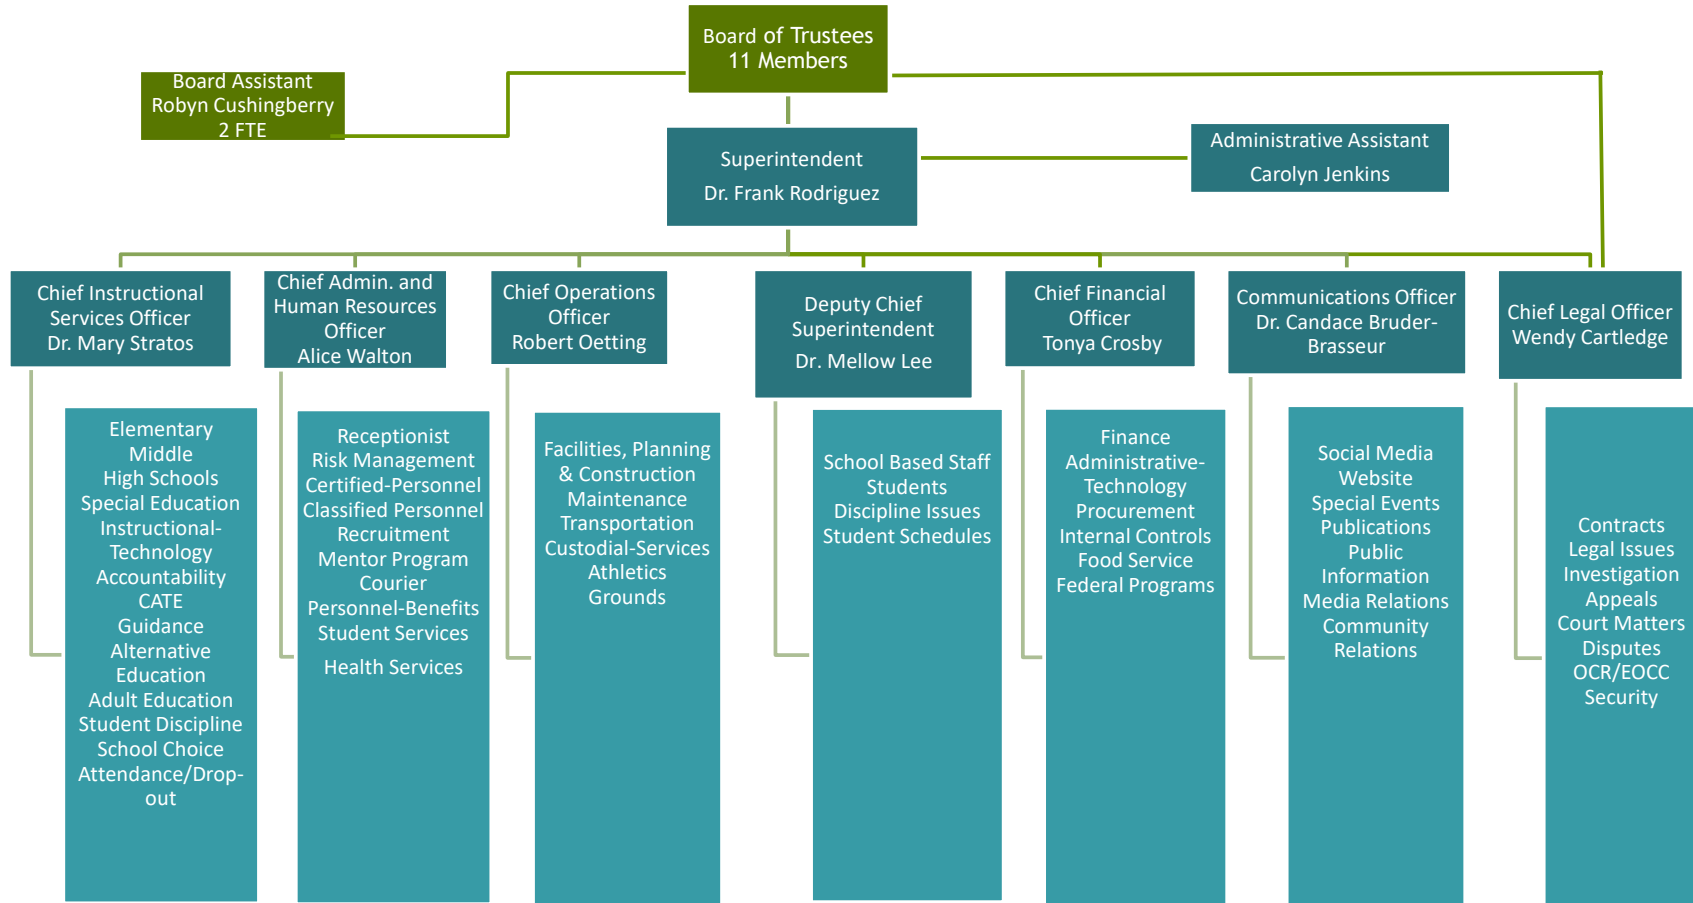 Board of Trustees
11 Members
Board Assistant
Robyn Cushingberry
2 FTE
Superintendent
Dr. Frank Rodriguez
Administrative Assistant
Carolyn Jenkins
Chief Instructional
Services Officer
Dr. Mary Stratos
Chief Admin. and
Human Resources
Officer
Alice Walton
Chief Operations
Officer
Robert Oetting
Deputy Chief
Superintendent
Dr. Mellow Lee
Chief Financial
Officer
Tonya Crosby
Communications Officer
Dr. Candace Bruder-
Brasseur
Chief Legal Officer
Wendy Cartledge
Elementary
Middle
High Schools
Special Education
Instructional-
Technology
Accountability
CATE
Guidance
Alternative
Education
Adult Education
Student Discipline
School Choice
Attendance/Drop-
out
Receptionist
Risk Management
Certified-Personnel
Classified Personnel
Recruitment
Mentor Program
Courier
Personnel-Benefits
Student Services
Health Services
Facilities, Planning
& Construction
Maintenance
Transportation
Custodial-Services
Athletics
Grounds
School Based Staff
Students
Discipline Issues
Student Schedules
Finance
Administrative-
Technology
Procurement
Internal Controls
Food Service
Federal Programs
Social Media
Website
Special Events
Publications
Public
Information
Media Relations
Community
Relations
Contracts
Legal Issues
Investigation
Appeals
Court Matters
Disputes
OCR/EOCC
Security